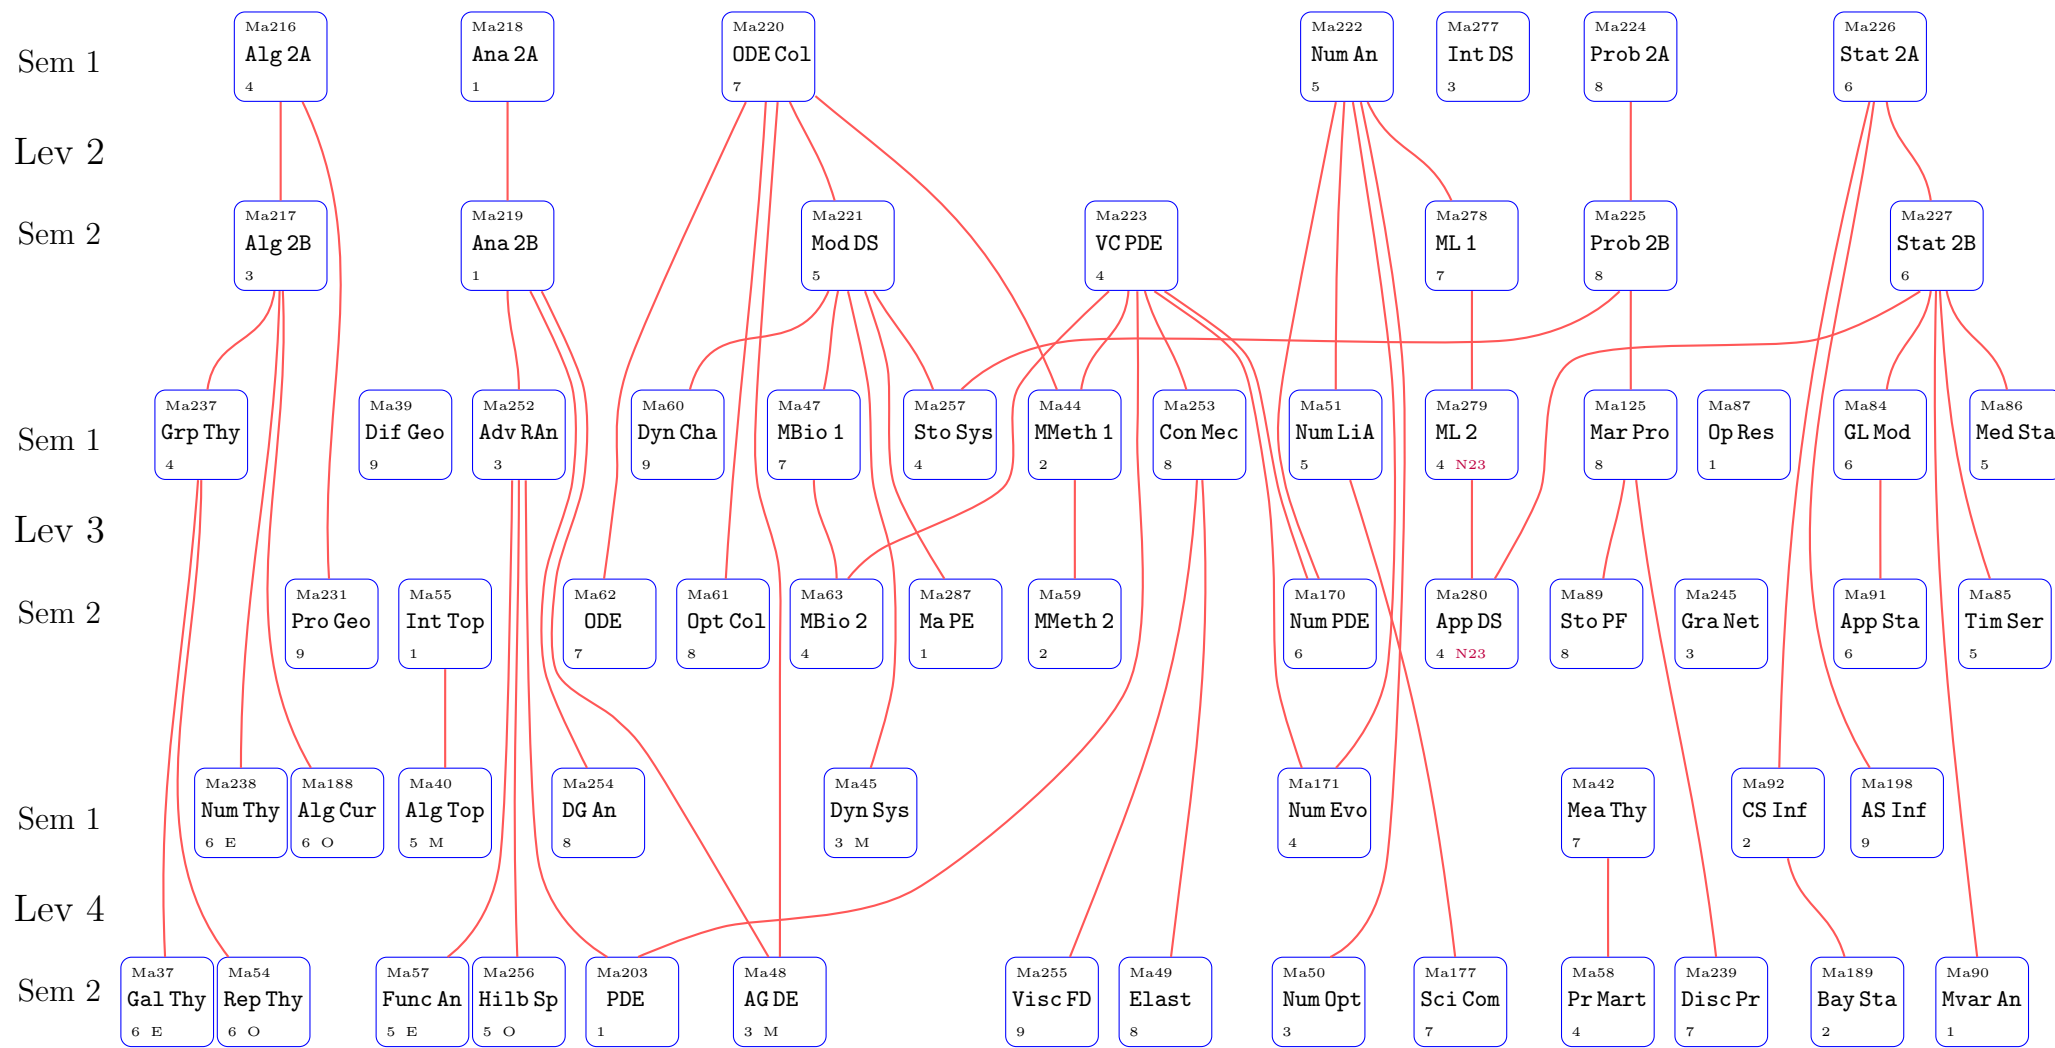 Ma216 Ma218 Ma220 Ma222 Ma277 Ma224 Ma226
Sem 1 Alg 2A Ana 2A ODE Col Num An Int DS Prob 2A Stat 2A
4 1 7 5 3 8 6
Lev 2
Ma217 Ma219 Ma221 Ma223 Ma278 Ma225 Ma227
Sem 2 Alg 2B Ana 2B Mod DS VC PDE ML 1 Prob 2B Stat 2B
3 1 5 4 7 8 6
Ma237 Ma39 Ma252 Ma60 Ma47 Ma257 Ma44 Ma253 Ma51 Ma279 Ma125 Ma87 Ma84 Ma86
Sem 1 Grp Thy Dif Geo Adv RAn Dyn Cha MBio 1 Sto Sys MMeth 1 Con Mec Num LiA ML 2 Mar Pro Op Res GL Mod Med Sta
4 9 3 9 7 4 2 8 5 4 N23 8 1 6 5
Lev 3
Ma231 Ma55 Ma62 Ma61 Ma63 Ma287 Ma59 Ma170 Ma280 Ma89 Ma245 Ma91 Ma85
Sem 2 Pro Geo Int Top ODE Opt Col MBio 2 Ma PE MMeth 2 Num PDE App DS Sto PF Gra Net App Sta Tim Ser
9 1 7 8 4 1 2 6 4 N23 8 3 6 5
Ma238 Ma188 Ma40 Ma254 Ma45 Ma171 Ma42 Ma92 Ma198
Sem 1 Num Thy Alg Cur Alg Top DG An Dyn Sys Num Evo Mea Thy CS Inf AS Inf
6 E 6 O 5 M 8 3 M 4 7 2 9
Lev 4
Ma37 Ma54 Ma57 Ma256 Ma203 Ma48 Ma255 Ma49 Ma50 Ma177 Ma58 Ma239 Ma189 Ma90
Sem 2 Gal Thy Rep Thy Func An Hilb Sp PDE AG DE Visc FD Elast Num Opt Sci Com Pr Mart Disc Pr Bay Sta Mvar An
6 E 6 O 5 E 5 O 1 3 M 9 8 3 7 4 7 2 1